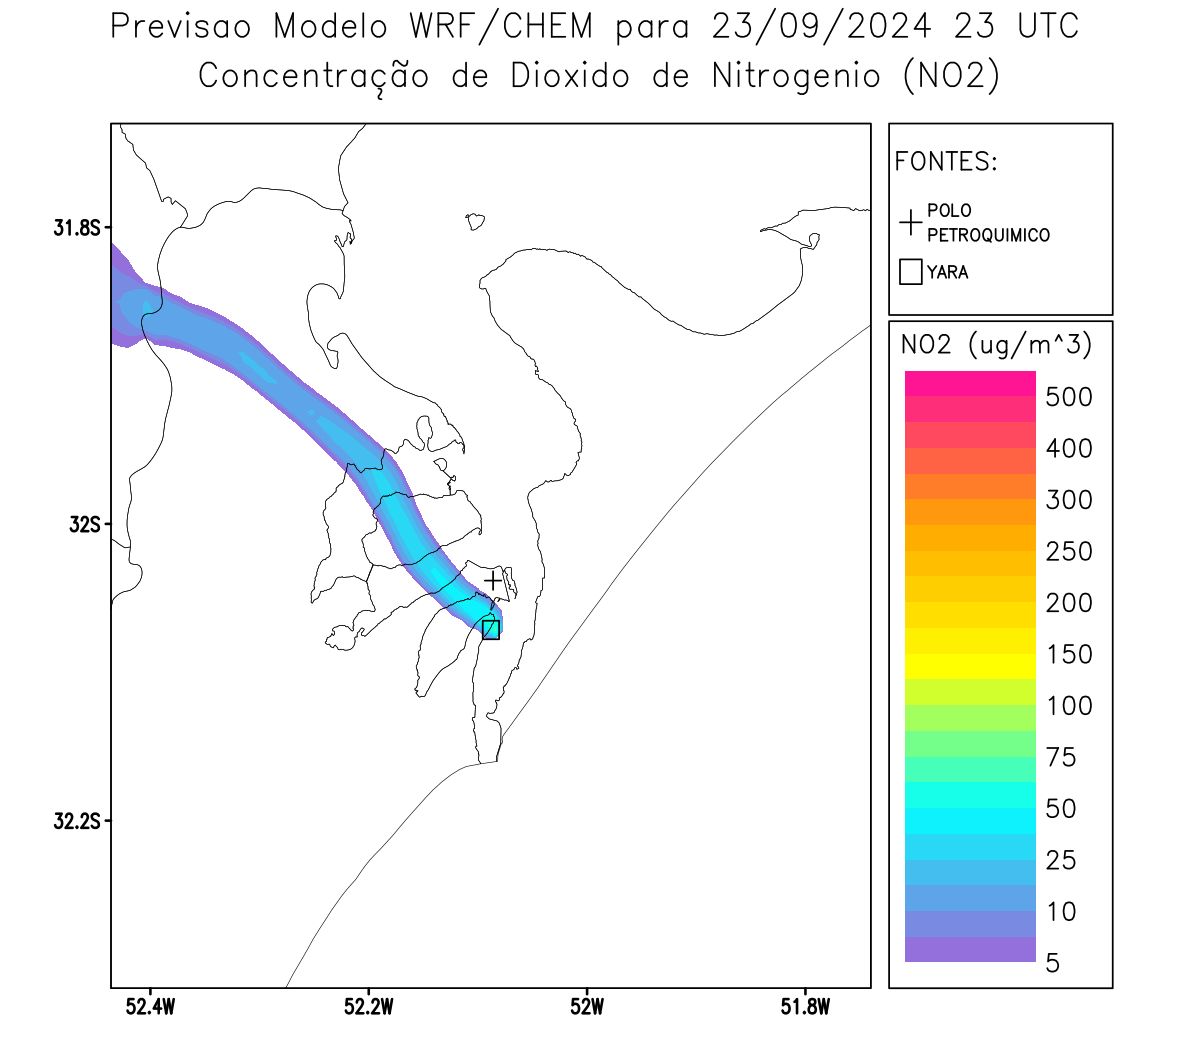 Previsao Modelo WRF/CHEM para 23/09/2024 23 UTC
Concentração de Dioxido de Nitrogenio (NO2)
FONTES:
POLO
PETROQUIMICO
YARA
NO2 (ug/m^3)
500
400
300
250
200
150
100
75
50
25
10
5
31.8S
32S
32.2S
52.4W
52.2W
52W
51.8W